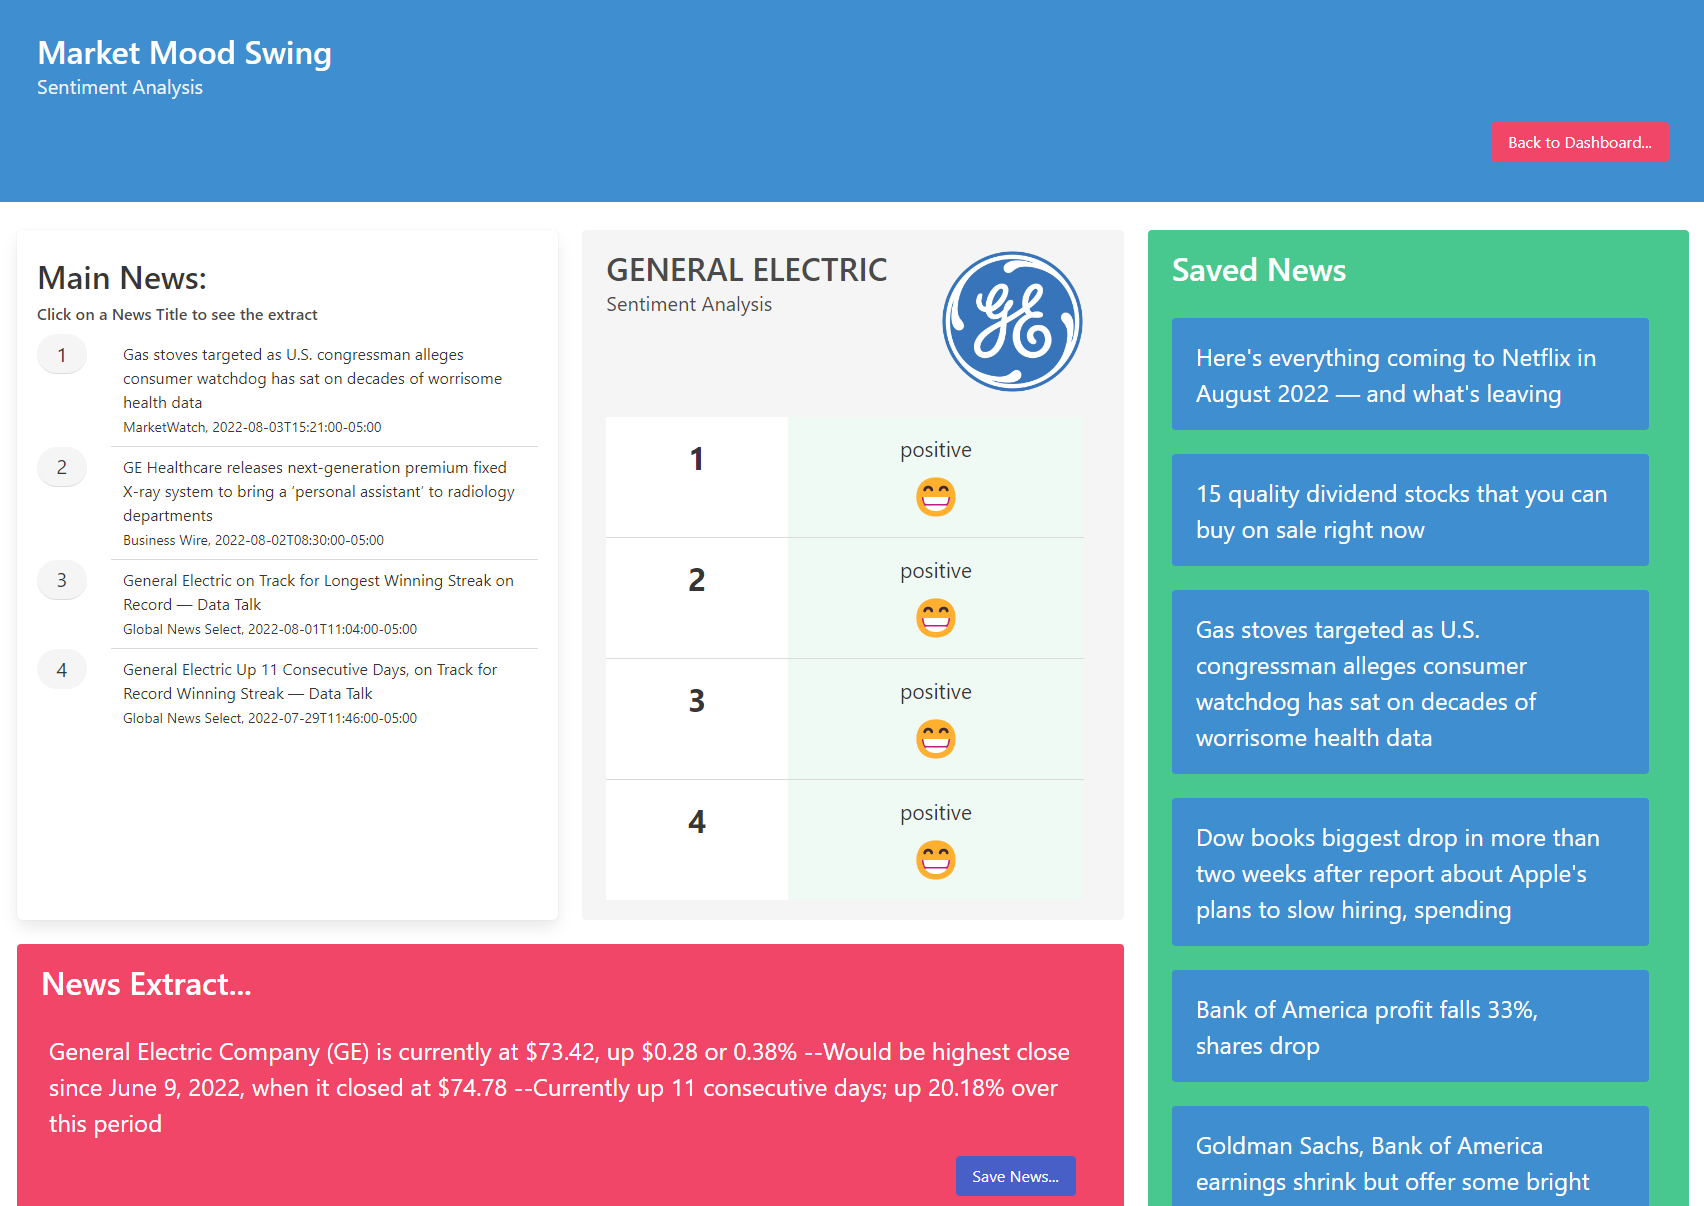 Market Mood Swing
Sentiment Analysis
Back to Dashboard...
Main News:
Click on a News Title to see the extract
1
Gas stoves targeted as U.S. congressman alleges
consumer watchdog has sat on decades of worrisome
health data
MarketWatch, 2022-08-03T15:21:00-05:00
2
GE Healthcare releases next-generation premium fixed
X-ray system to bring a ‘personal assistant’ to radiology
departments
Business Wire, 2022-08-02T08:30:00-05:00
3
General Electric on Track for Longest Winning Streak on
Record — Data Talk
Global News Select, 2022-08-01T11:04:00-05:00
4
General Electric Up 11 Consecutive Days, on Track for
Record Winning Streak — Data Talk
Global News Select, 2022-07-29T11:46:00-05:00
GENERAL ELECTRIC
Sentiment Analysis
GE
1
positive
2
positive
3
positive
4
positive
News Extract...
General Electric Company (GE) is currently at $73.42, up $0.28 or 0.38% --Would be highest close
since June 9, 2022, when it closed at $74.78 --Currently up 11 consecutive days; up 20.18% over
this period
Save News...
Saved News
Here's everything coming to Netflix in
August 2022 — and what's leaving
15 quality dividend stocks that you can
buy on sale right now
Gas stoves targeted as U.S.
congressman alleges consumer
watchdog has sat on decades of
worrisome health data
Dow books biggest drop in more than
two weeks after report about Apple's
plans to slow hiring, spending
Bank of America profit falls 33%,
shares drop
Goldman Sachs, Bank of America
earnings shrink but offer some bright